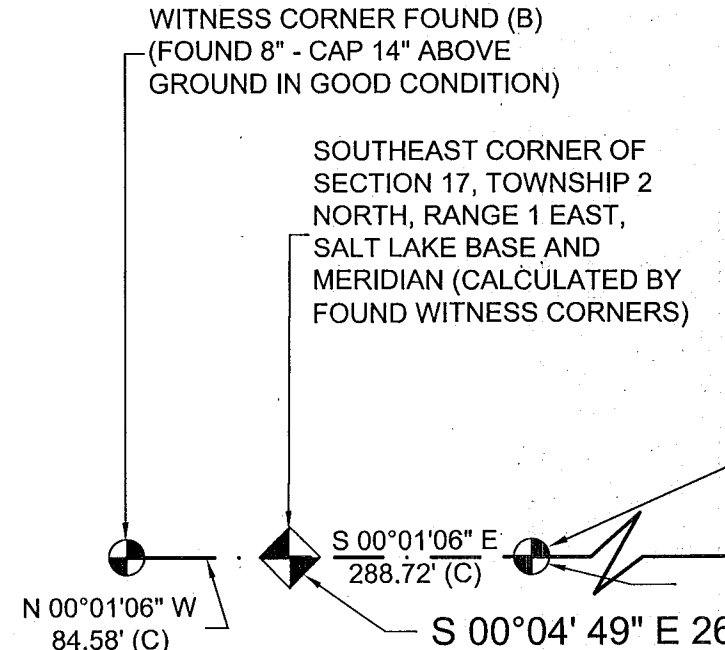 WITNESS CORNER FOUND (B)
(FOUND 8" - CAP 14" ABOVE
GROUND IN GOOD CONDITION)
SOUTHEAST CORNER OF
SECTION 17, TOWNSHIP 2
NORTH, RANGE 1 EAST,
SALT LAKE BASE AND
MERIDIAN (CALCULATED BY
FOUND WITNESS CORNERS)
S 00°01'06" E
288.72' (C)
N 00°01'06" W
84.58' (C)
S 00°04' 49" E 26